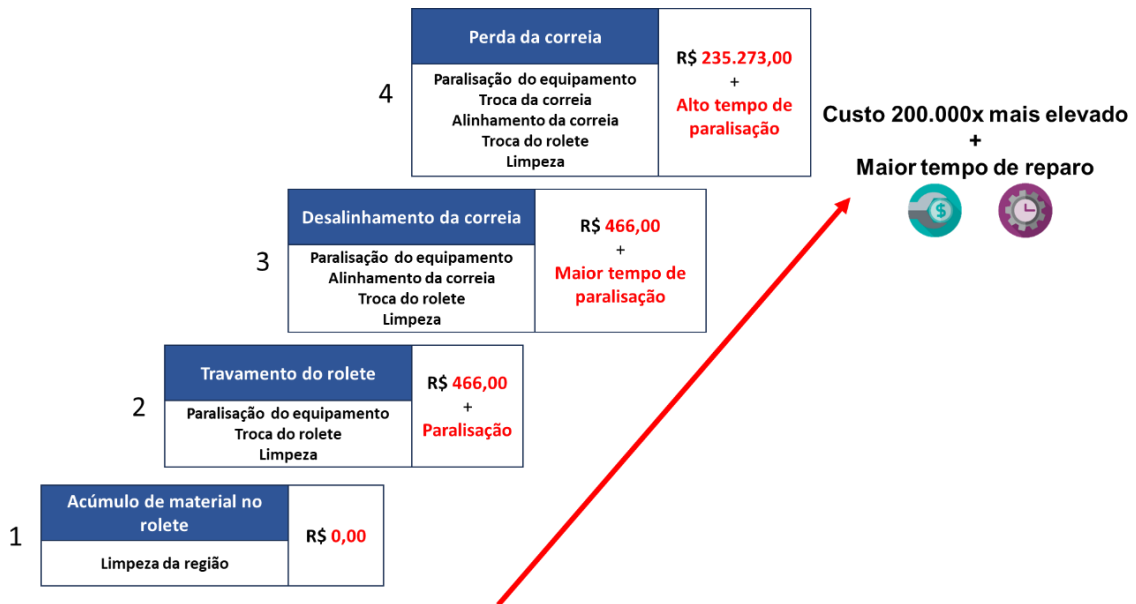 Perda da correia
Paralisação do equipamento
Troca da correia
Alinhamento da correia
Troca do rolete
Limpeza
R$ 235.273,00
+
Alto tempo de
paralisação
4
Custo 200.000x mais elevado
+
Maior tempo de reparo
$
Desalinhamento da correia
Paralisação do equipamento
Alinhamento da correia
Troca do rolete
Limpeza
R$ 466,00
+
Maior tempo de
paralisação
3
Travamento do rolete
Paralisação do equipamento
Troca do rolete
Limpeza
R$ 466,00
+
Paralisação
2
Acúmulo de material no
rolete
Limpeza da região
R$ 0,00
1